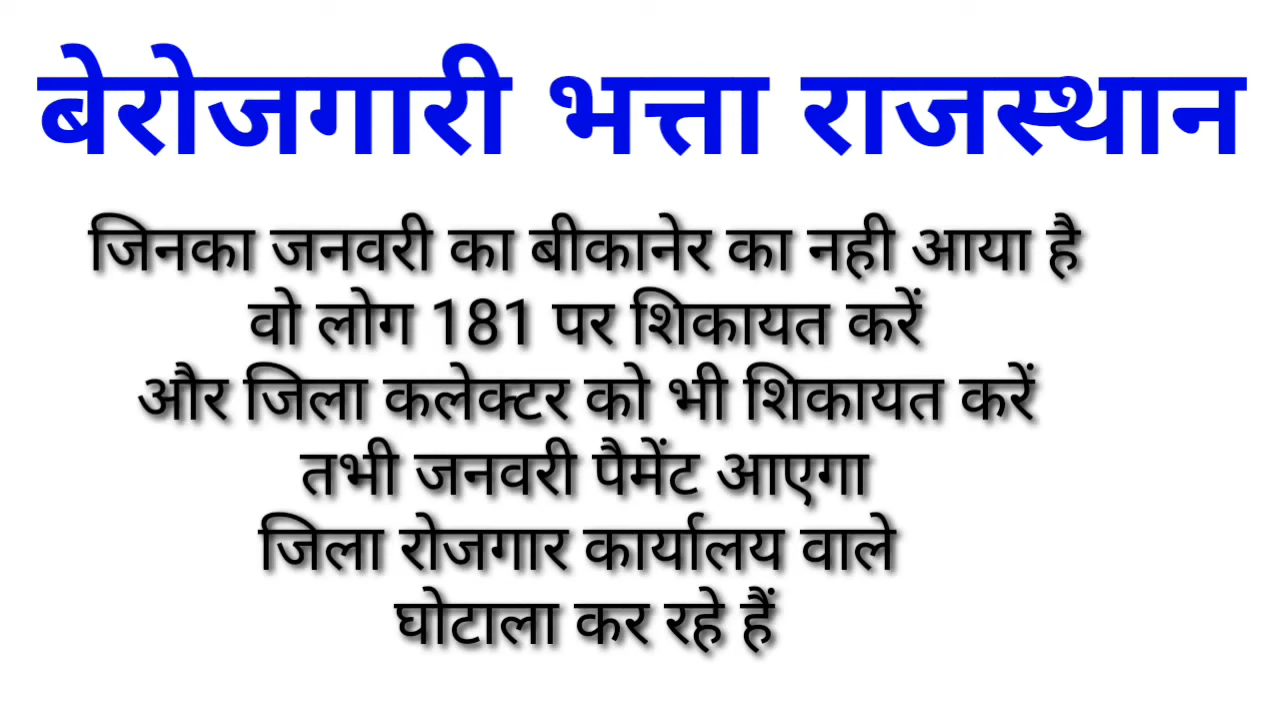 बेरोजगारी भत्ता राजस्थान
जिनका जनवरी का बीकानेर का नही आया है
वो लोग 181 पर शिकायत करें
और जिला कलेक्टर को भी शिकायत करें
तभी जनवरी पैमेंट आएगा
जिला रोजगार कार्यालय वाले
घोटाला कर रहे हैं